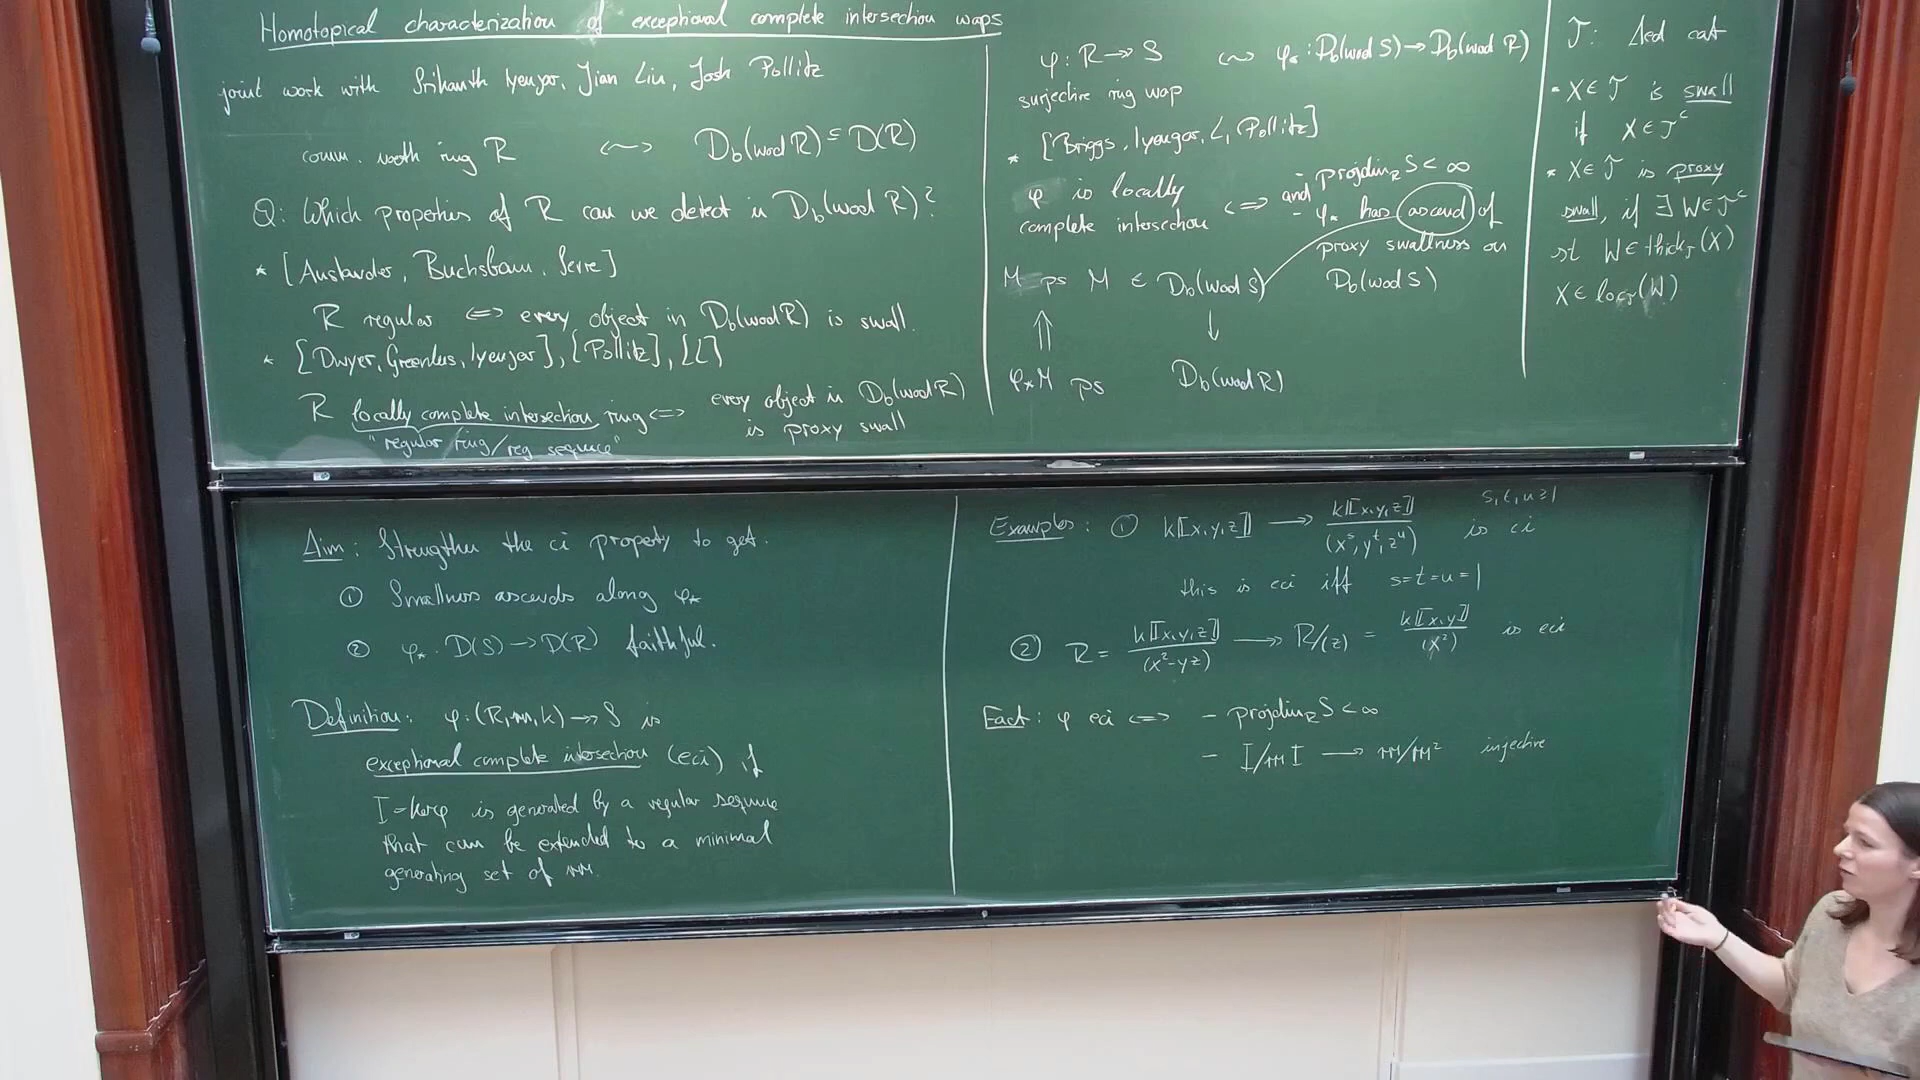 Homotopical characterization of exceptional complete intersection maps
joint work with Srikanth Iyengar, Jian Liu, Josh Pollitz
comm. noeth ring R ⟷ D_b(mod R) ⊆ D(R)
Q: Which properties of R can we detect in D_b(mod R)?
* [Auslander, Buchsbaum, Serre]
R regular ⟺ every object in D_b(mod R) is small.
* [Dwyer, Greenlees, Iyengar], [Pollitz], [L]
R locally complete intersection ring ⟺ every object in D_b(mod R)
is proxy small
"regular ring/reg sequence"
φ: R ↠ S ⇝ φ_*: D_b(mod S) → D_b(mod R)
surjective ring map
* [Briggs, Iyengar, L, Pollitz]
φ is locally
complete intersection ⟺ - projdim_R S < ∞
and - φ_* has ascend of
proxy smallness on
D_b(mod S)
M ps M ∈ D_b(mod S)
⇑ ↓
φ_*M ps D_b(mod R)
T: Δed cat
* X ∈ T is small
if X ∈ T^c
* X ∈ T is proxy
small, if ∃ W ∈ T^c
st W ∈ thick_T(X)
X ∈ loc_T(W)
Aim: Strengthen the ci property to get.
① Smallness ascends along φ_*
② φ_*. D(S) → D(R) faithful.
Definition: φ: (R, m, k) ↠ S is
exceptional complete intersection (eci) if
I = ker φ is generated by a regular sequence
that can be extended to a minimal
generating set of m.
Examples: ① k⟦x,y,z⟧ → k⟦x,y,z⟧/(x^s, y^t, z^u) is ci s,t,u ≥ 1
this is eci iff s=t=u=1
② R = k⟦x,y,z⟧/(x²-yz) ↠ R/(z) = k⟦x,y⟧/(x²) is eci
Fact: φ eci ⟺ - projdim_R S < ∞
- I/mI → m/m² injective